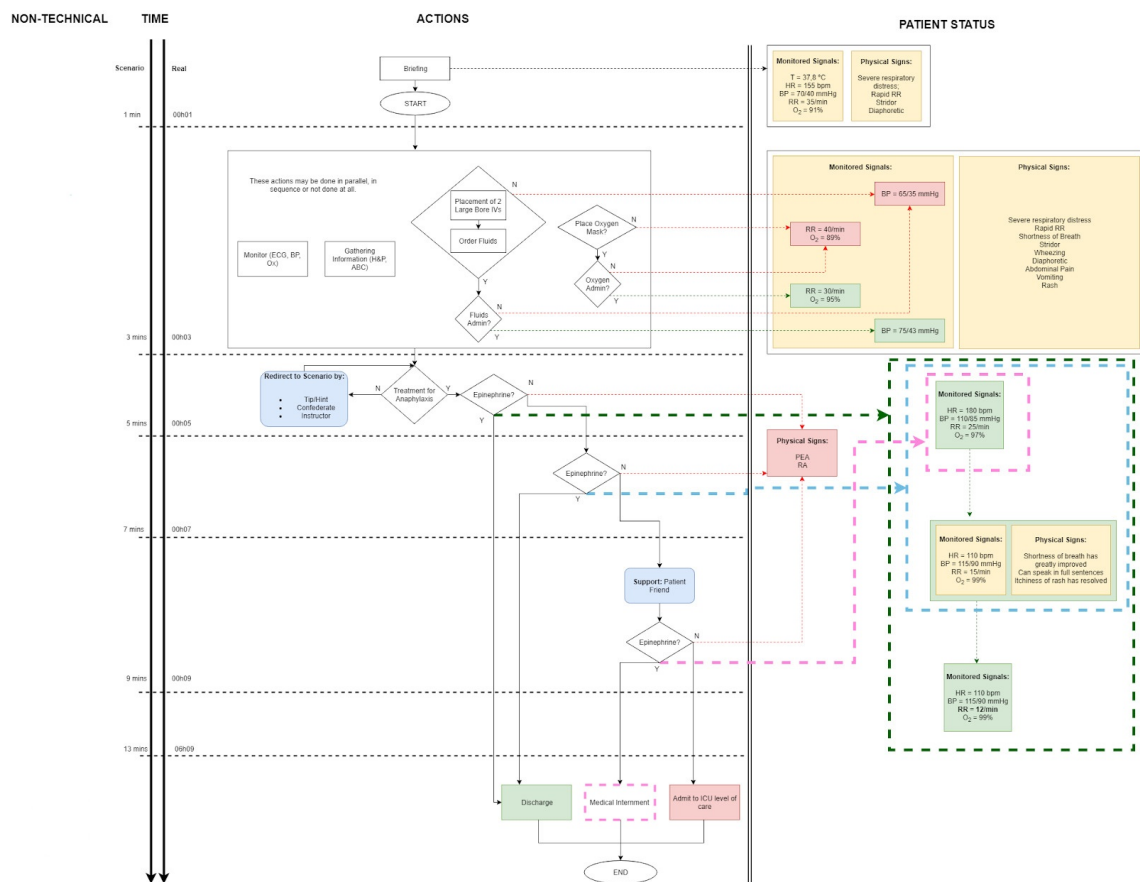 NON-TECHNICAL
TIME
ACTIONS
PATIENT STATUS
Scenario
Real
Briefing
START
Monitored Signals:
T = 37,8 °C
HR = 155 bpm
BP = 70/40 mmHg
RR = 35/min
O2 = 91%
Physical Signs:
Severe respiratory
distress;
Rapid RR
Stridor
Diaphoretic
1 min
00h01
These actions may be done in parallel, in
sequence or not done at all.
Monitor (ECG, BP,
Ox)
Gathering
Information (H&P,
ABC)
Placement of 2
Large Bore IVs
Order Fluids
N
Y
Fluids
Admin?
N
Y
Place Oxygen
Mask?
N
Y
Oxygen
Admin?
N
Y
Monitored Signals:
BP = 65/35 mmHg
RR = 40/min
O2 = 89%
RR = 30/min
O2 = 95%
BP = 75/43 mmHg
Physical Signs:
Severe respiratory distress
Rapid RR
Shortness of Breath
Stridor
Wheezing
Diaphoretic
Abdominal Pain
Vomiting
Rash
3 mins
00h03
Redirect to Scenario by:
• Tip/Hint
• Confederate
• Instructor
N
Treatment for
Anaphylaxis
Y
Epinephrine?
N
Y
5 mins
00h05
Epinephrine?
N
Y
Physical Signs:
PEA
RA
Monitored Signals:
HR = 180 bpm
BP = 110/85 mmHg
RR = 25/min
O2 = 97%
7 mins
00h07
Monitored Signals:
HR = 110 bpm
BP = 115/90 mmHg
RR = 15/min
O2 = 99%
Physical Signs:
Shortness of breath has
greatly improved
Can speak in full sentences
Itchiness of rash has resolved
Support: Patient
Friend
Epinephrine?
N
Y
9 mins
00h09
Monitored Signals:
HR = 110 bpm
BP = 115/90 mmHg
RR = 12/min
O2 = 99%
13 mins
06h09
Discharge
Medical Internment
Admit to ICU level of
care
END